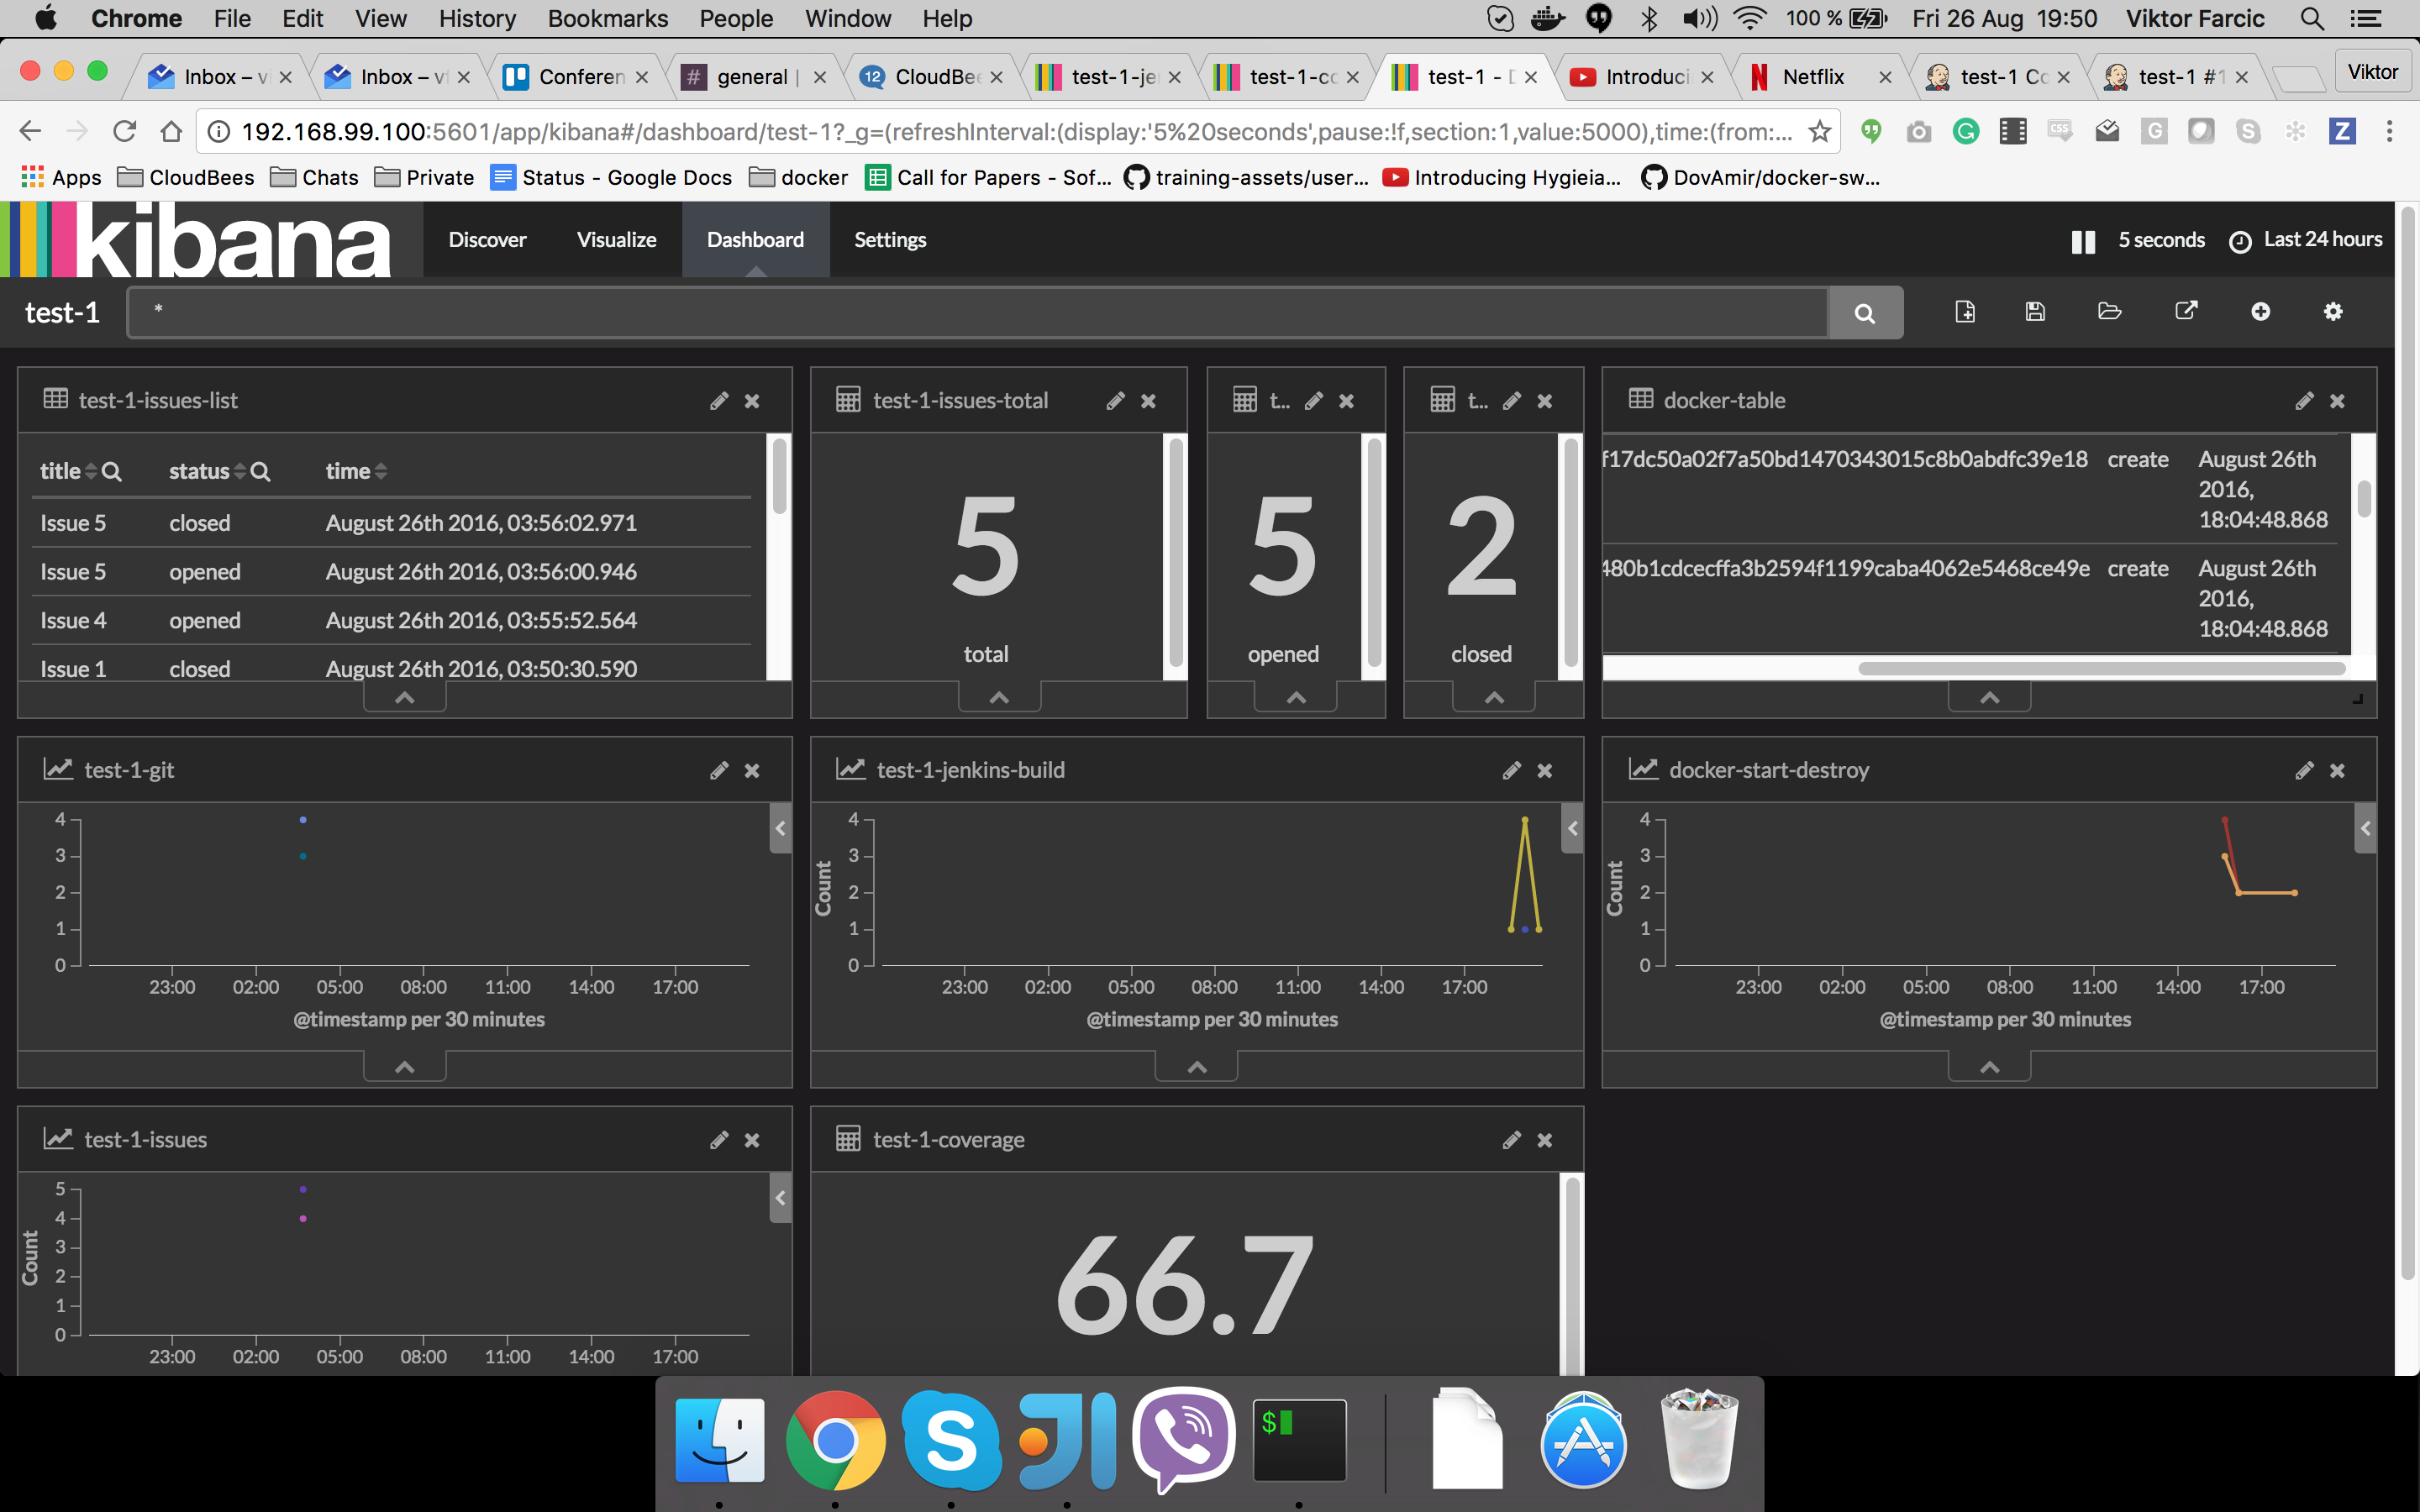 Chrome File Edit View History Bookmarks People Window Help 100 % Fri 26 Aug 19:50 Viktor Farcic
Inbox – v Inbox – v Conferen general | 12 CloudBe test-1-je test-1-co test-1 - Introduci Netflix test-1 Co test-1 #1 Viktor
192.168.99.100:5601/app/kibana#/dashboard/test-1?_g=(refreshInterval:(display:'5%20seconds',pause:!f,section:1,value:5000),time:(from:...
Apps CloudBees Chats Private Status - Google Docs docker Call for Papers - Sof... training-assets/user... Introducing Hygieia... DovAmir/docker-sw...
kibana Discover Visualize Dashboard Settings 5 seconds Last 24 hours
test-1 *
test-1-issues-list
title status time
Issue 5 closed August 26th 2016, 03:56:02.971
Issue 5 opened August 26th 2016, 03:56:00.946
Issue 4 opened August 26th 2016, 03:55:52.564
Issue 1 closed August 26th 2016, 03:50:30.590
test-1-issues-total
5
total
t...
5
opened
t...
2
closed
docker-table
f17dc50a02f7a50bd1470343015c8b0abdfc39e18 create August 26th
2016,
18:04:48.868
480b1cdcecffa3b2594f1199caba4062e5468ce49e create August 26th
2016,
18:04:48.868
test-1-git
4
3
2
1
0
23:00 02:00 05:00 08:00 11:00 14:00 17:00
@timestamp per 30 minutes
test-1-jenkins-build
Count
4
3
2
1
0
23:00 02:00 05:00 08:00 11:00 14:00 17:00
@timestamp per 30 minutes
docker-start-destroy
Count
4
3
2
1
0
23:00 02:00 05:00 08:00 11:00 14:00 17:00
@timestamp per 30 minutes
test-1-issues
Count
5
4
3
2
1
0
23:00 02:00 05:00 08:00 11:00 14:00 17:00
test-1-coverage
66.7
$